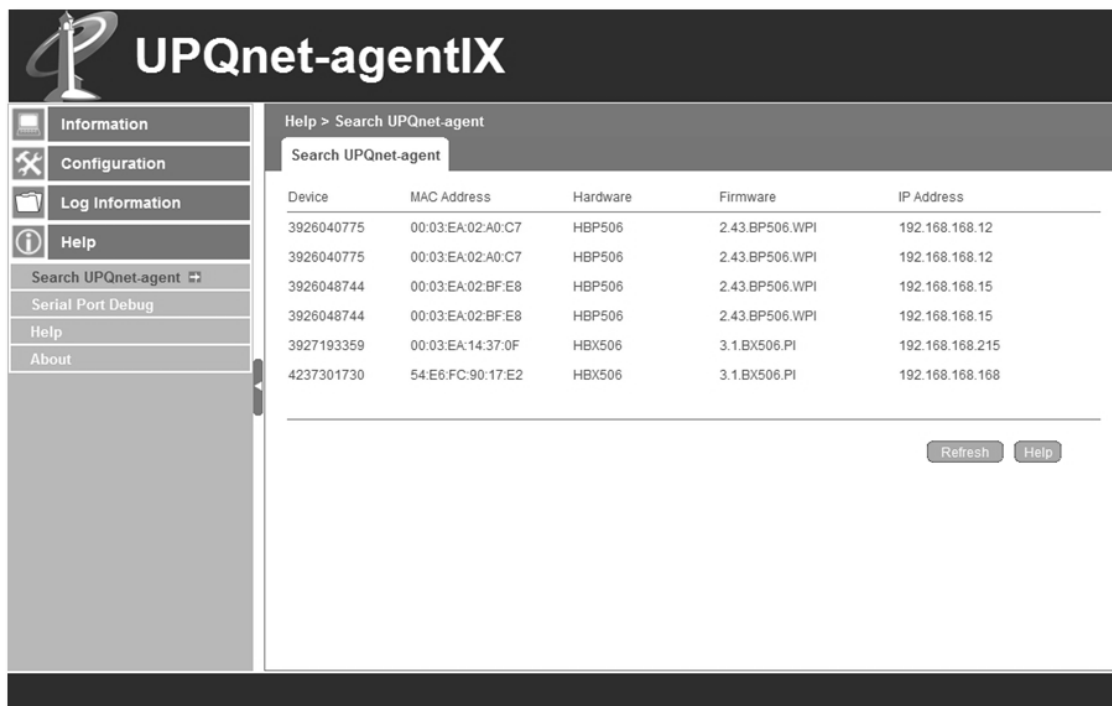 UPQnet-agentIX
Information
Configuration
Log Information
Help
Search UPQnet-agent
Serial Port Debug
Help
About
Help > Search UPQnet-agent
Search UPQnet-agent
Device MAC Address Hardware Firmware IP Address
3926040775 00:03:EA:02:A0:C7 HBP506 2.43.BP506.WPI 192.168.168.12
3926040775 00:03:EA:02:A0:C7 HBP506 2.43.BP506.WPI 192.168.168.12
3926048744 00:03:EA:02:BF:E8 HBP506 2.43.BP506.WPI 192.168.168.15
3926048744 00:03:EA:02:BF:E8 HBP506 2.43.BP506.WPI 192.168.168.15
3927193359 00:03:EA:14:37:0F HBX506 3.1.BX506.PI 192.168.168.215
4237301730 54:E6:FC:90:17:E2 HBX506 3.1.BX506.PI 192.168.168.168
Refresh Help